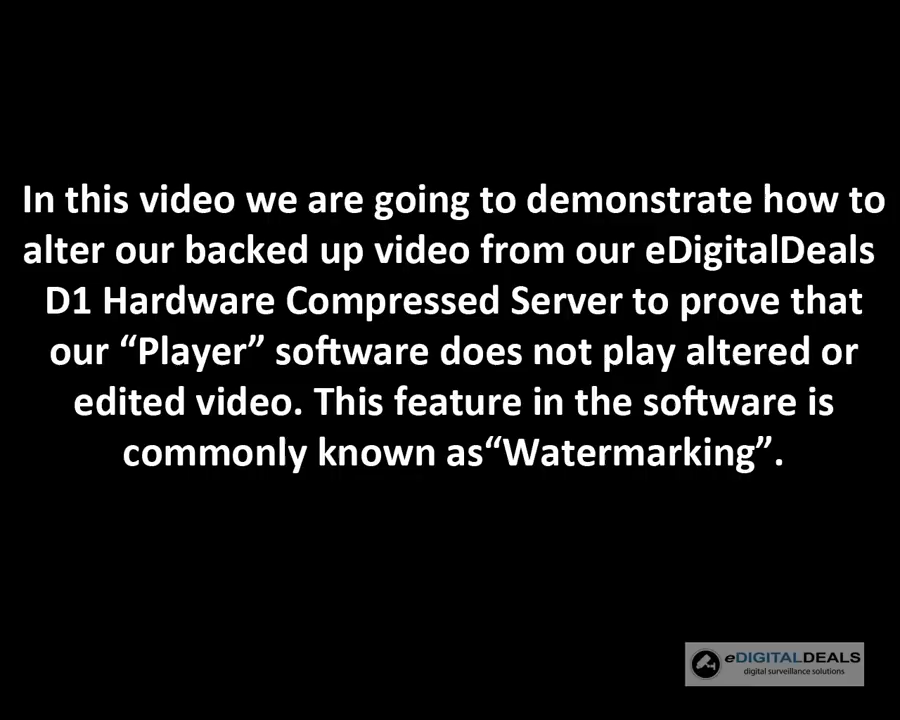 In this video we are going to demonstrate how to
alter our backed up video from our eDigitalDeals
D1 Hardware Compressed Server to prove that
our “Player” software does not play altered or
edited video. This feature in the software is
commonly known as“Watermarking”.
eDIGITALDEALS
digital surveillance solutions